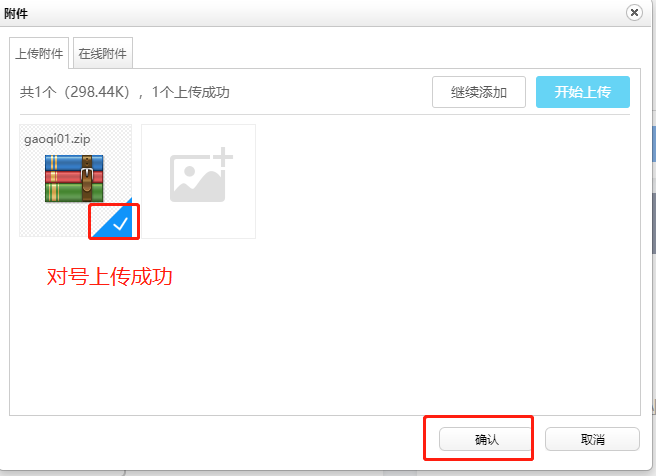 附件
上传附件
在线附件
共1个（298.44K），1个上传成功
继续添加
开始上传
gaoqi01.zip
对号上传成功
确认
取消